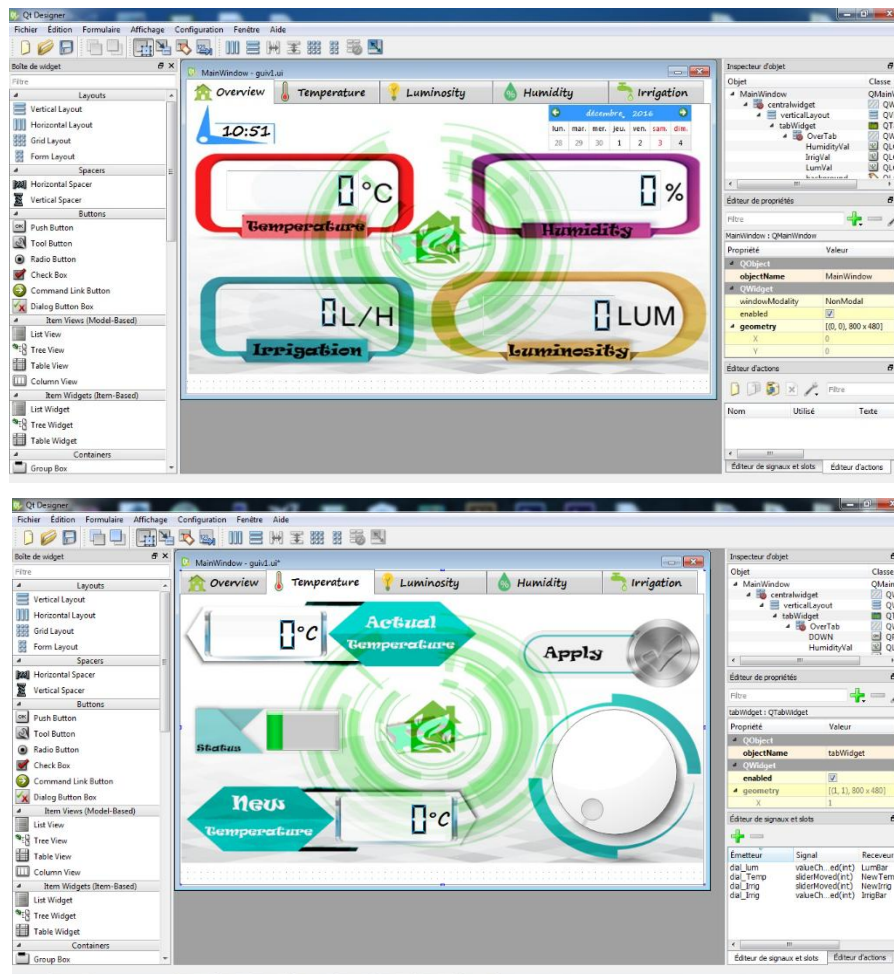 Qt Designer
Fichier Édition Formulaire Affichage Configuration Fenêtre Aide
Boîte de widget
Filtre
Layouts
Vertical Layout
Horizontal Layout
Grid Layout
Form Layout
Spacers
Horizontal Spacer
Vertical Spacer
Buttons
Push Button
Tool Button
Radio Button
Check Box
Command Link Button
Dialog Button Box
Item Views (Model-Based)
List View
Tree View
Table View
Column View
Item Widgets (Item-Based)
List Widget
Tree Widget
Table Widget
Containers
Group Box
MainWindow - guiv1.ui
Overview Temperature Luminosity Humidity Irrigation
10:51
décembre, 2016
lun. mar. mer. jeu. ven. sam. dim.
28 29 30 1 2 3 4
0 °C
Temperature
0 %
Humidity
0 L/H
Irrigation
0 LUM
Luminosity
Inspecteur d'objet
Objet Classe
MainWindow QMainW
centralwidget
verticalLayout
tabWidget
OverTab
HumidityVal
IrrigVal
LumVal
Éditeur de propriétés
Filtre
MainWindow : QMainWindow
Propriété Valeur
QObject
objectName MainWindow
QWidget
windowModality NonModal
enabled
geometry [(0, 0), 800 x 480]
X 0
Y 0
Éditeur d'actions
Filtre
Nom Utilisé Texte
Éditeur de signaux et slots Éditeur d'actions
Qt Designer
Fichier Édition Formulaire Affichage Configuration Fenêtre Aide
Boîte de widget
Filtre
Layouts
Vertical Layout
Horizontal Layout
Grid Layout
Form Layout
Spacers
Horizontal Spacer
Vertical Spacer
Buttons
Push Button
Tool Button
Radio Button
Check Box
Command Link Button
Dialog Button Box
Item Views (Model-Based)
List View
Tree View
Table View
Column View
Item Widgets (Item-Based)
List Widget
Tree Widget
Table Widget
Containers
Group Box
MainWindow - guiv1.ui*
Overview Temperature Luminosity Humidity Irrigation
0 °C
Actual
Temperature
Apply
Status
New
Temperature
0 °C
Inspecteur d'objet
Objet Classe
MainWindow
centralwidget
verticalLayout
tabWidget
OverTab
DOWN
HumidityVal
Éditeur de propriétés
Filtre
tabWidget : QTabWidget
Propriété Valeur
QObject
objectName tabWidget
QWidget
enabled
geometry [(1, 1), 800 x 480]
X 1
Éditeur de signaux et slots
Émetteur Signal Receveur
dial_lum valueCh...ed(int) LumBar
dial_Temp sliderMoved(int) NewTem
dial_Irrig sliderMoved(int) NewIrrig
dial_Irrig valueCh...ed(int) IrrigBar
Éditeur de signaux et slots Éditeur d'actions